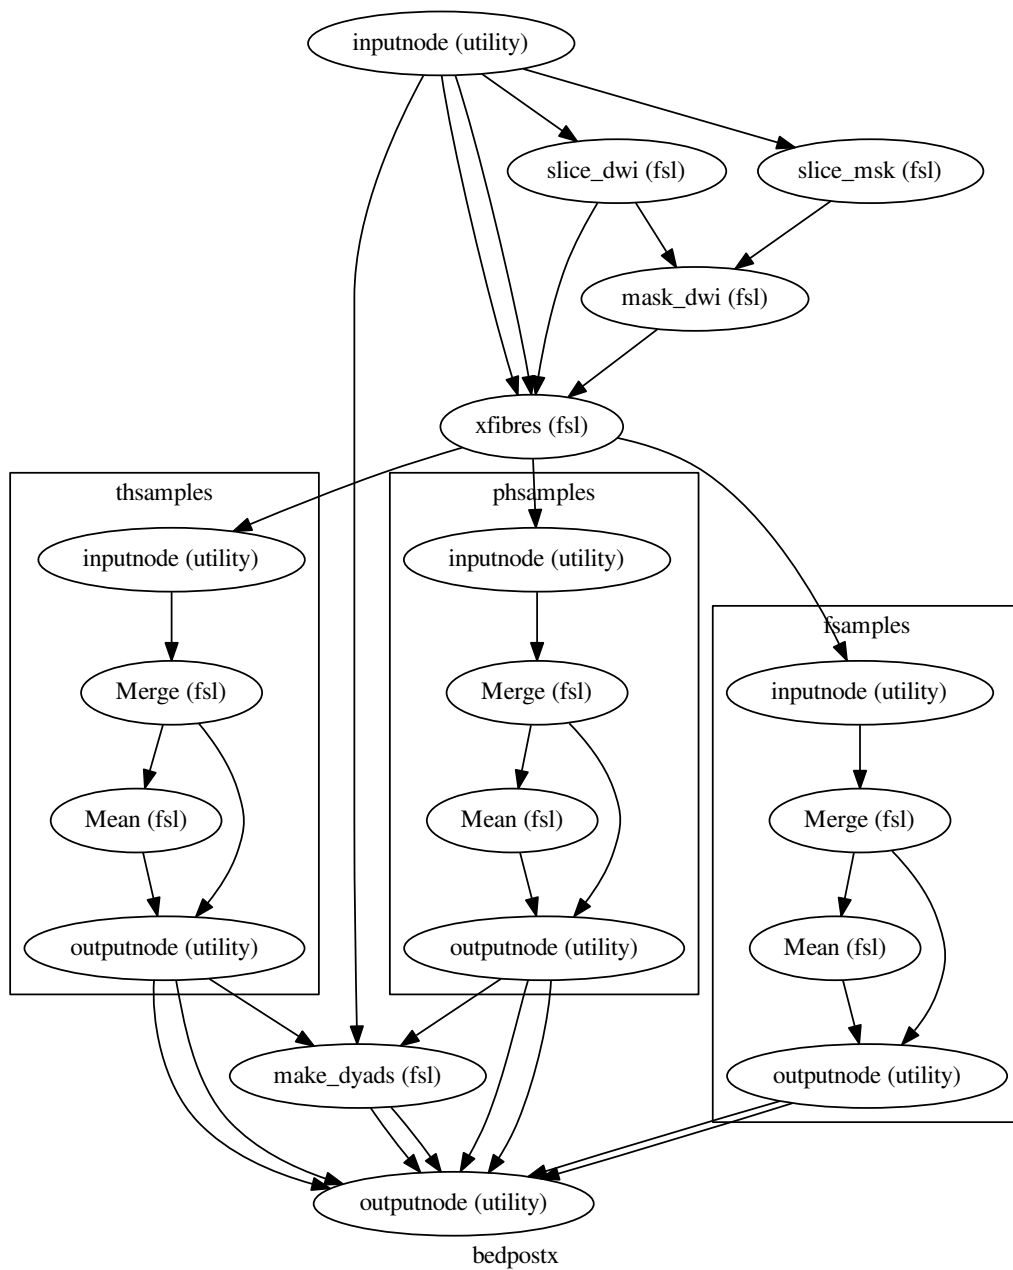 inputnode (utility)
slice_dwi (fsl)
slice_msk (fsl)
mask_dwi (fsl)
xfibres (fsl)
thsamples
inputnode (utility)
Merge (fsl)
Mean (fsl)
outputnode (utility)
phsamples
inputnode (utility)
Merge (fsl)
Mean (fsl)
outputnode (utility)
fsamples
inputnode (utility)
Merge (fsl)
Mean (fsl)
outputnode (utility)
make_dyads (fsl)
outputnode (utility)
bedpostx